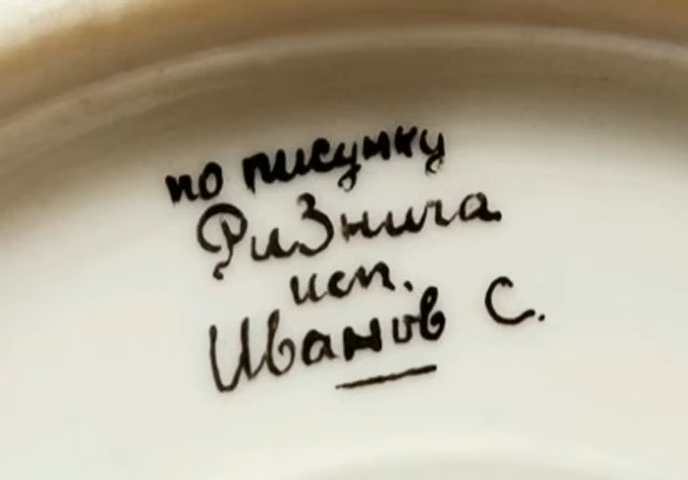 по рисунку
Ризнича
исп.
Иванов С.